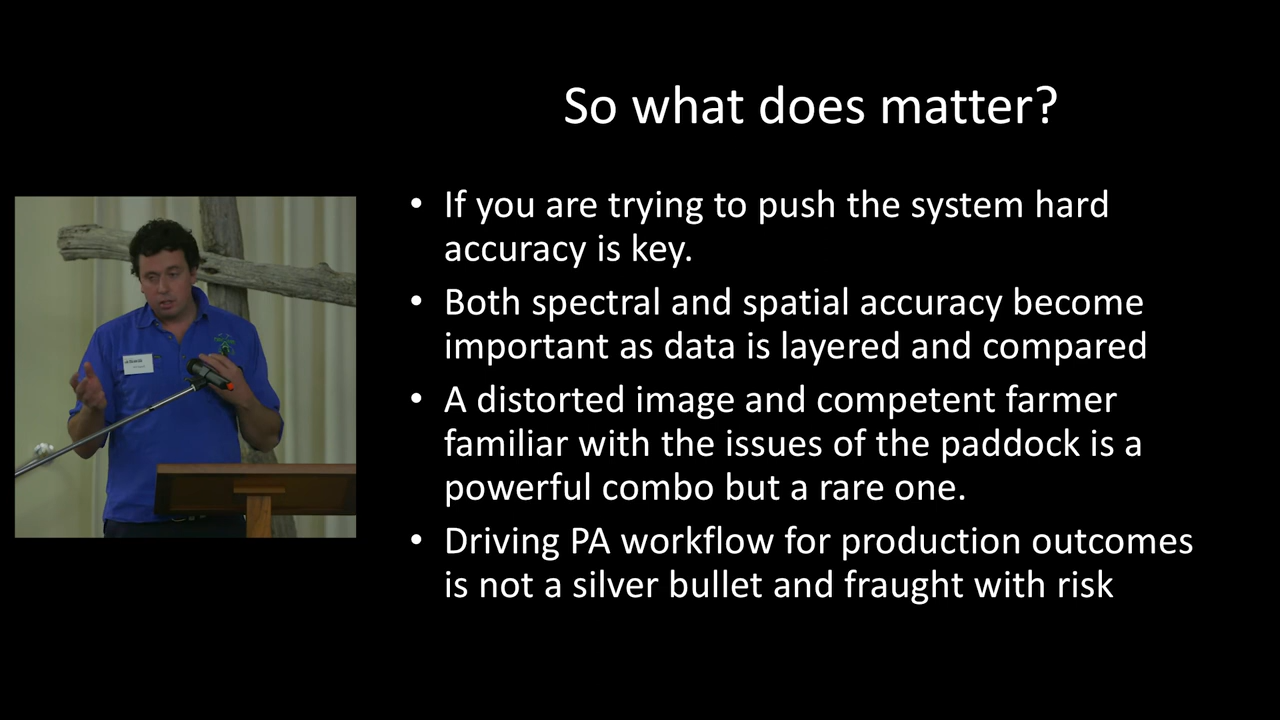 So what does matter?
• If you are trying to push the system hard
accuracy is key.
• Both spectral and spatial accuracy become
important as data is layered and compared
• A distorted image and competent farmer
familiar with the issues of the paddock is a
powerful combo but a rare one.
• Driving PA workflow for production outcomes
is not a silver bullet and fraught with risk